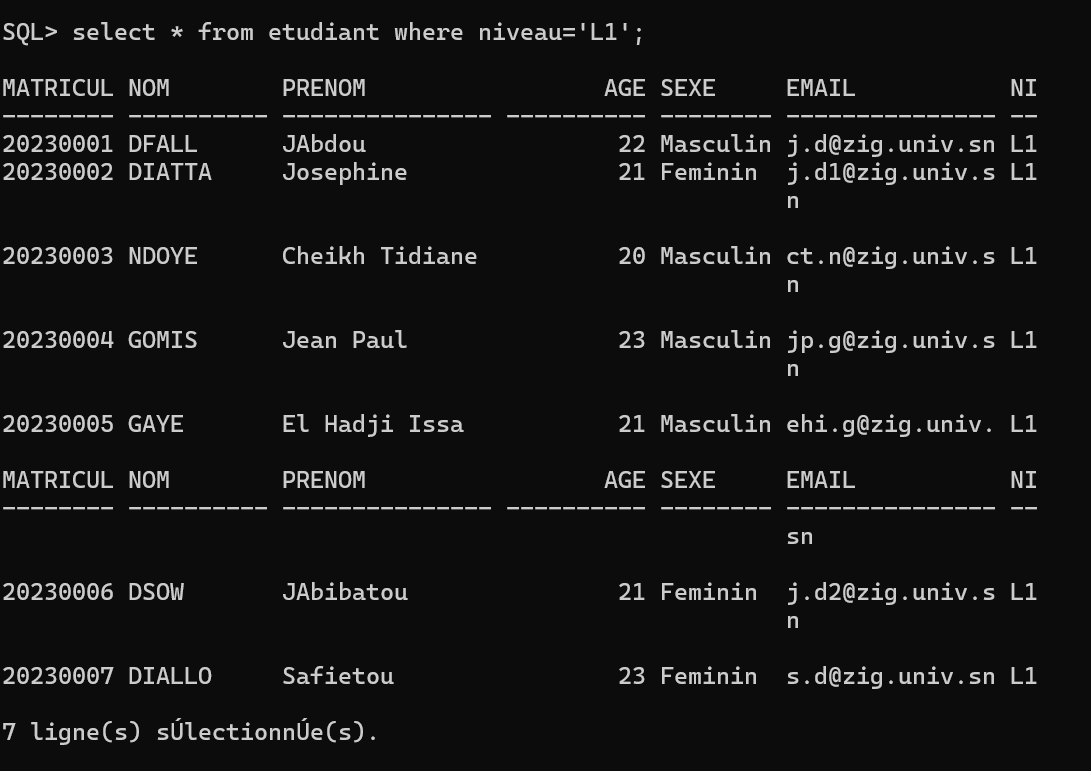 SQL> select * from etudiant where niveau='L1';
MATRICUL NOM        PRENOM                 AGE SEXE     EMAIL           NI
-------- ---------- --------------- ---------- -------- --------------- --
20230001 DFALL      JAbdou                  22 Masculin j.d@zig.univ.sn L1
20230002 DIATTA     Josephine               21 Feminin  j.d1@zig.univ.s L1
                                                        n
20230003 NDOYE      Cheikh Tidiane          20 Masculin ct.n@zig.univ.s L1
                                                        n
20230004 GOMIS      Jean Paul               23 Masculin jp.g@zig.univ.s L1
                                                        n
20230005 GAYE       El Hadji Issa           21 Masculin ehi.g@zig.univ. L1
MATRICUL NOM        PRENOM                 AGE SEXE     EMAIL           NI
-------- ---------- --------------- ---------- -------- --------------- --
                                                        sn
20230006 DSOW       JAbibatou               21 Feminin  j.d2@zig.univ.s L1
                                                        n
20230007 DIALLO     Safietou                23 Feminin  s.d@zig.univ.sn L1
7 ligne(s) sÚlectionnÚe(s).